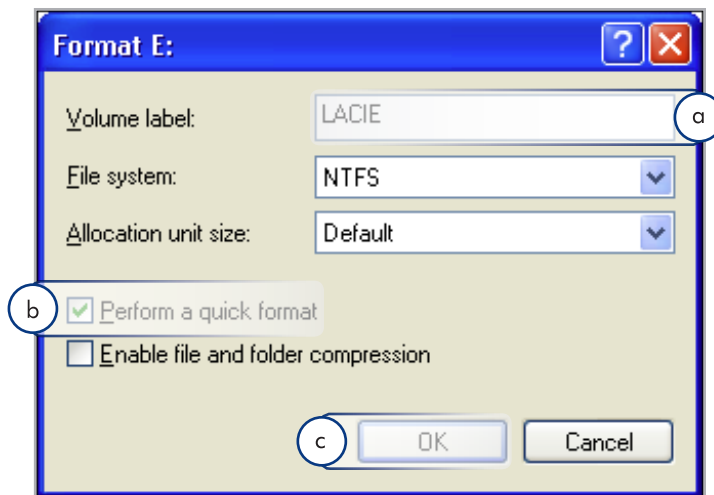 Format E:
Volume label: LACIE a
File system: NTFS
Allocation unit size: Default
b Perform a quick format
Enable file and folder compression
c OK Cancel